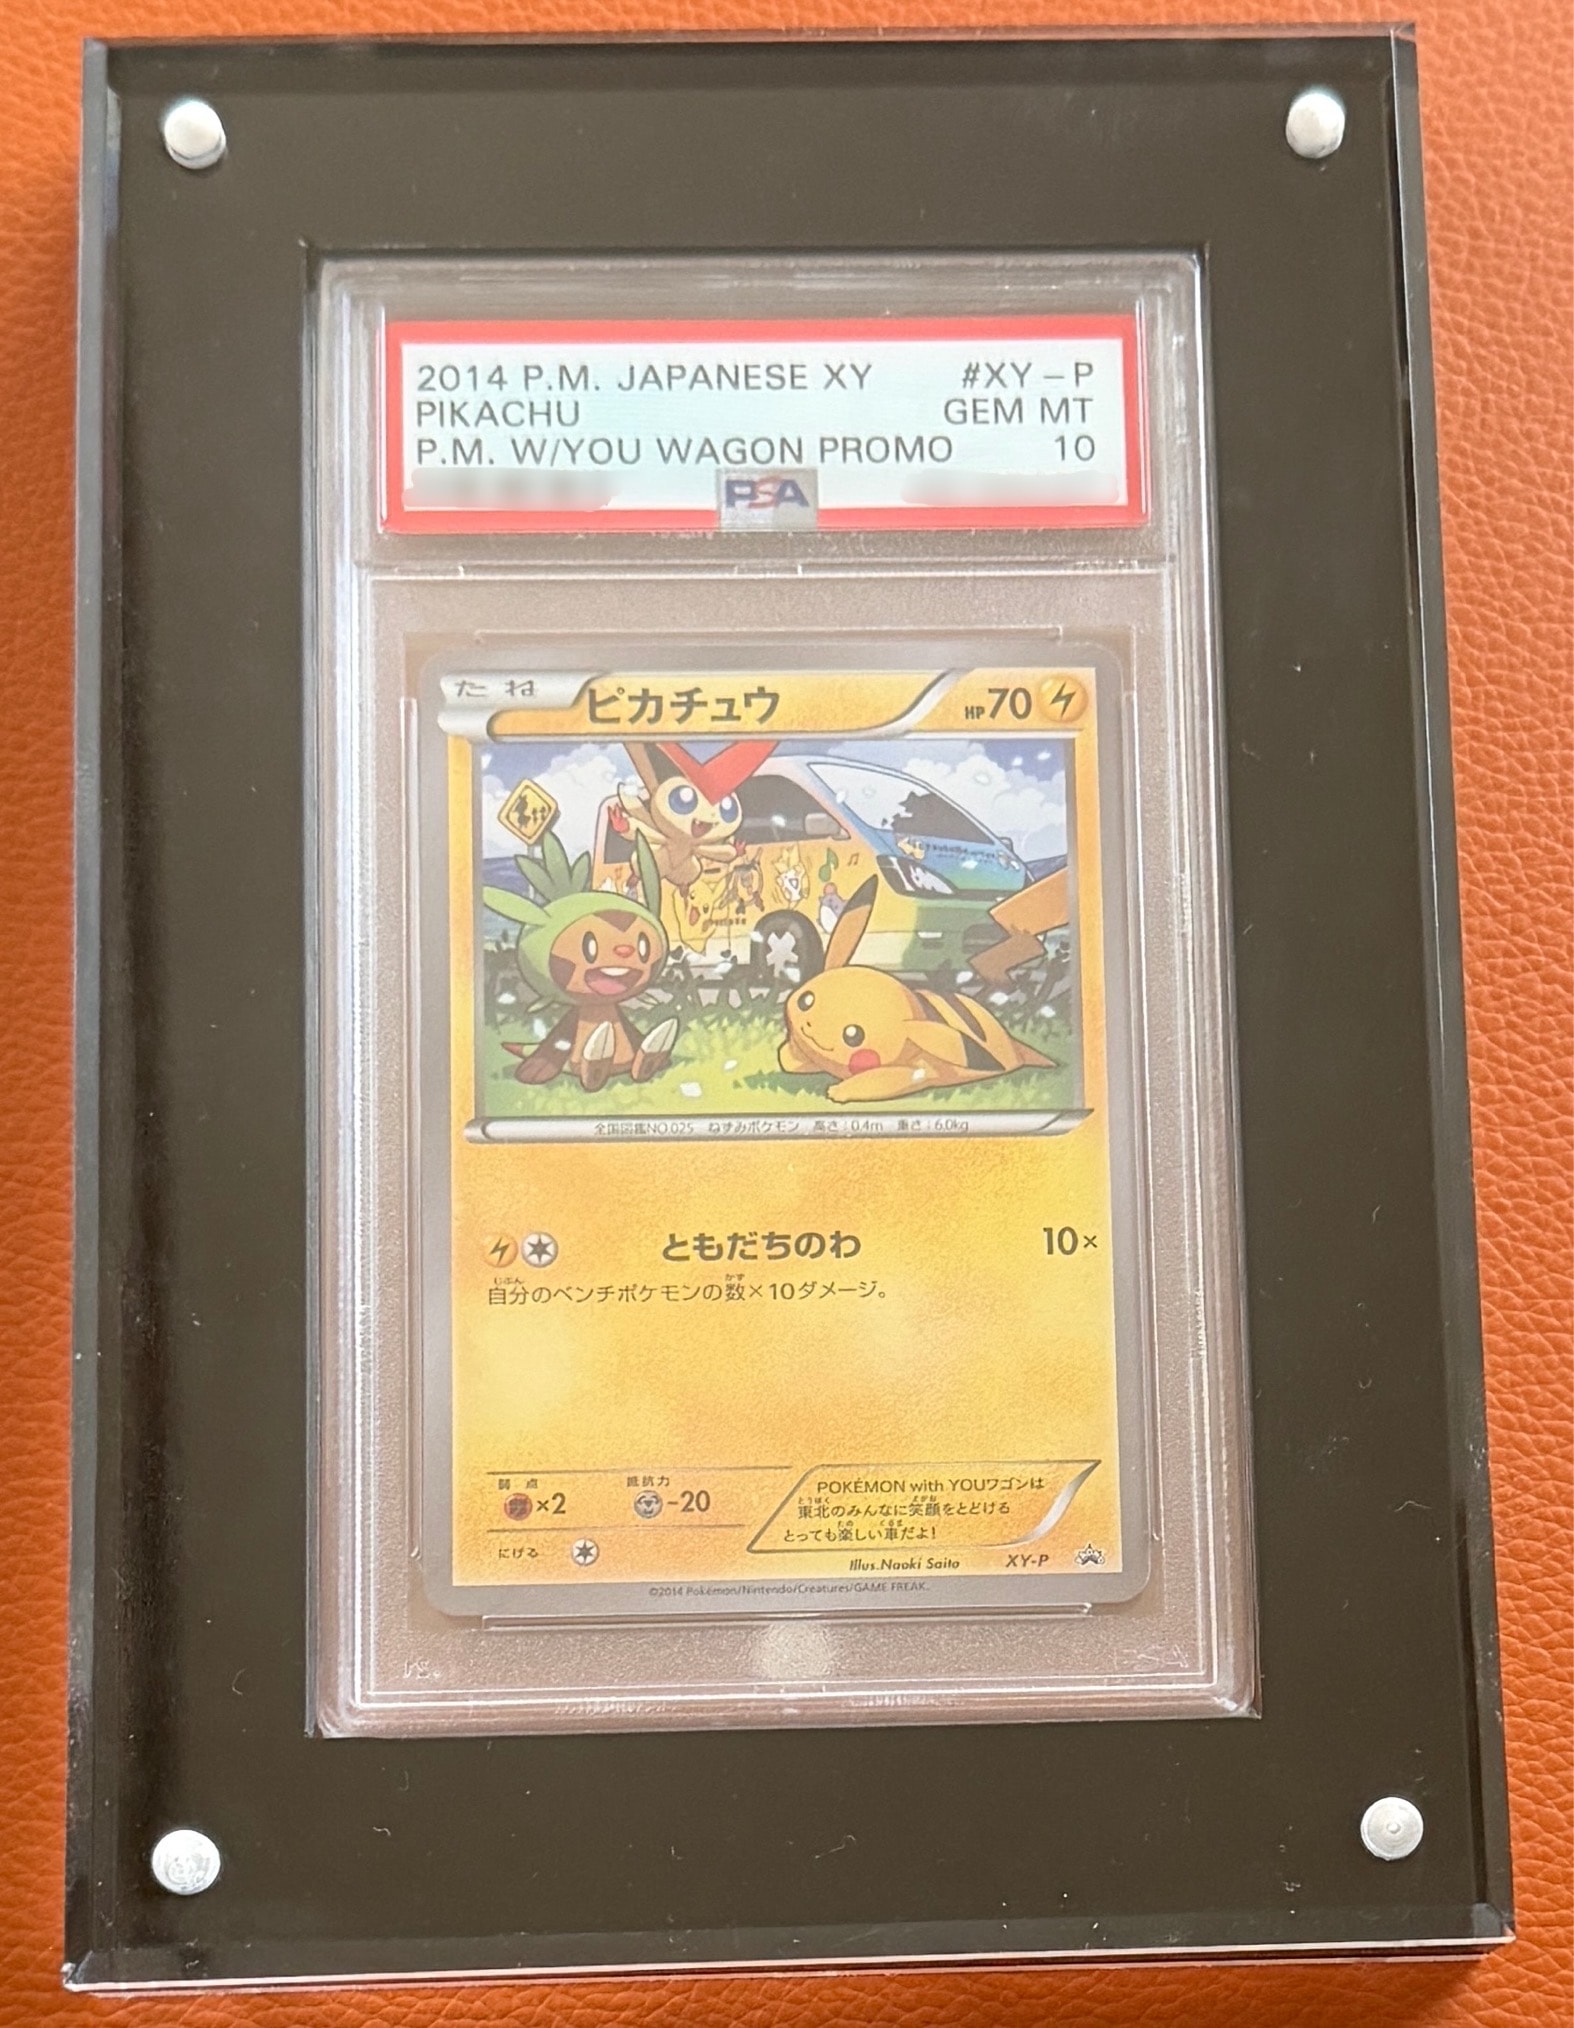 2014 P.M. JAPANESE XY #XY-P
PIKACHU GEM MT
P.M. W/YOU WAGON PROMO 10
PSA
たね ピカチュウ HP70
全国図鑑NO.025 ねずみポケモン 高さ:0.4m 重さ:6.0kg
ともだちのわ 10×
自分のベンチポケモンの数×10ダメージ。
弱点 抵抗力
×2 -20
にげる
POKÉMON with YOUワゴンは
東北のみんなに笑顔をとどける
とっても楽しい車だよ!
Illus.Naoki Saito XY-P
©2014 Pokémon/Nintendo/Creatures/GAME FREAK.
PSA